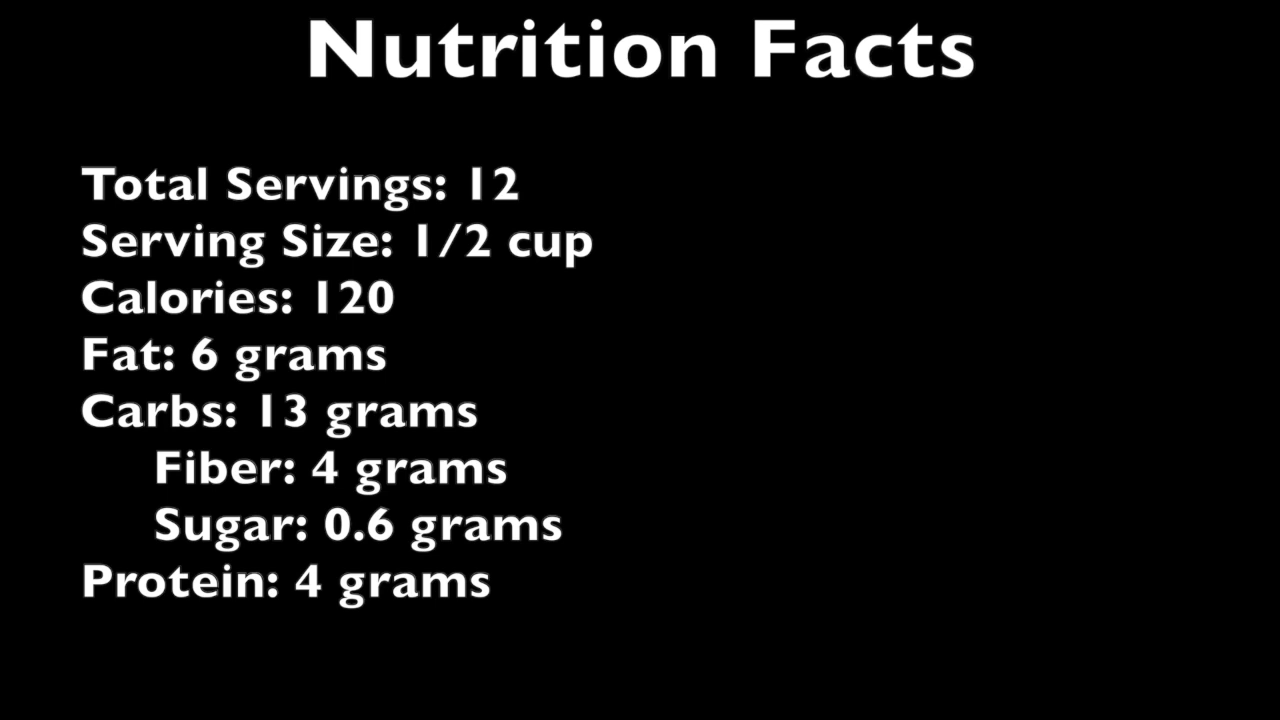 Nutrition Facts
Total Servings: 12
Serving Size: 1/2 cup
Calories: 120
Fat: 6 grams
Carbs: 13 grams
Fiber: 4 grams
Sugar: 0.6 grams
Protein: 4 grams